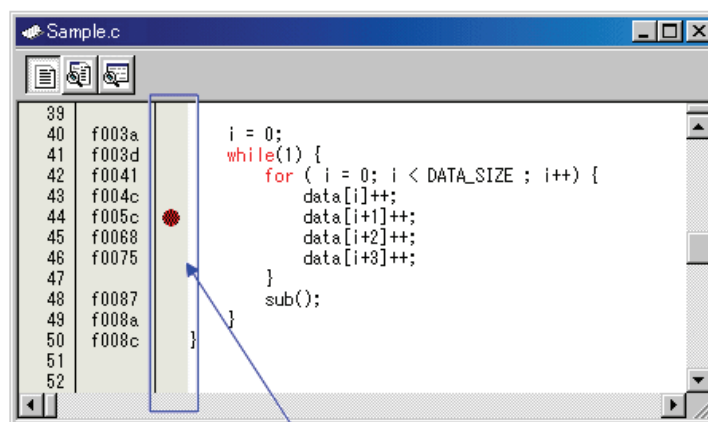 Sample.c
39
40 f003a i = 0;
41 f003d while(1) {
42 f0041 for ( i = 0; i < DATA_SIZE ; i++) {
43 f004c data[i]++;
44 f005c data[i+1]++;
45 f0068 data[i+2]++;
46 f0075 data[i+3]++;
47 }
48 f0087 sub();
49 f008a }
50 f008c }
51
52